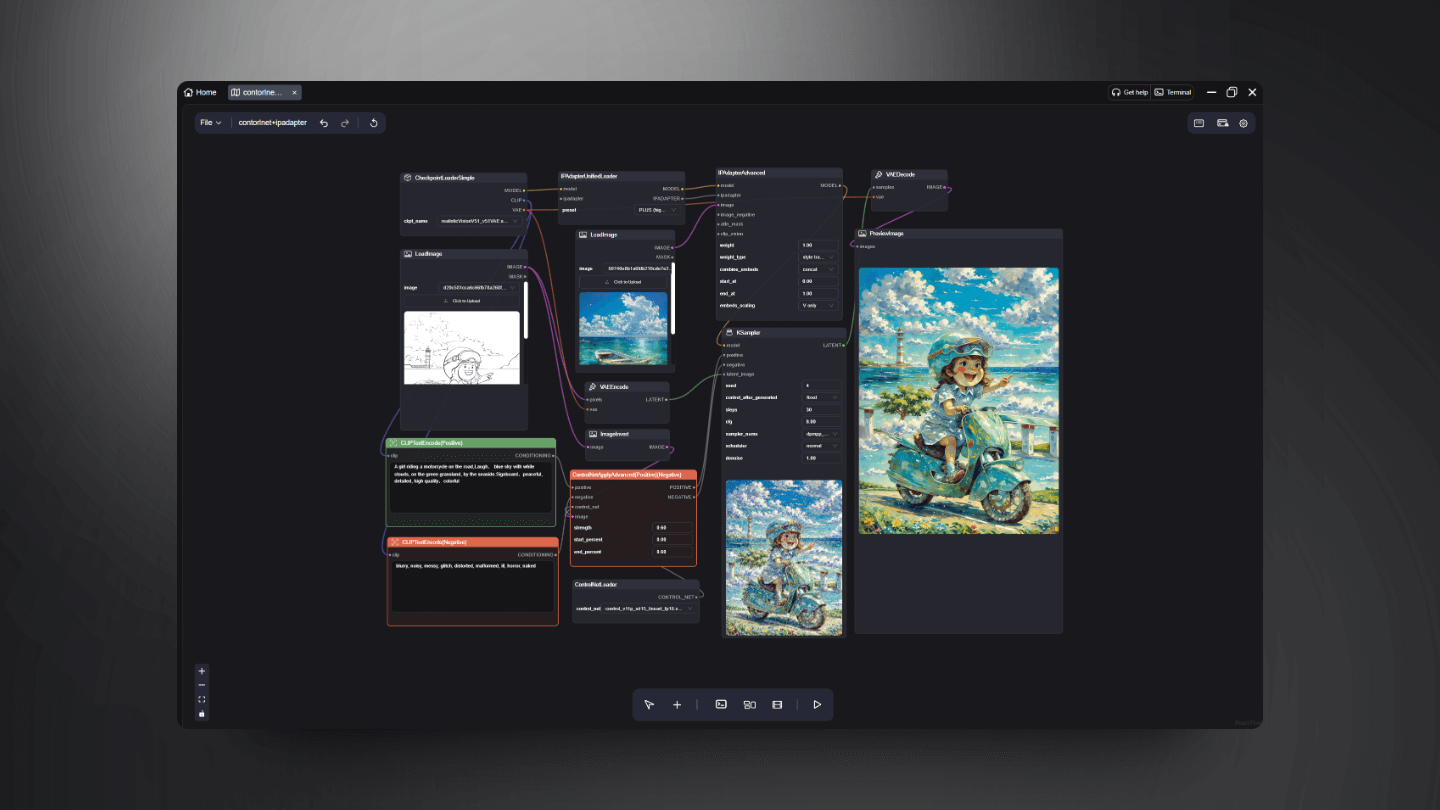 Home
contorlne...
Get help
Terminal
File
contorlnet+ipadapter
CheckpointLoaderSimple
MODEL
CLIP
VAE
ckpt_name
IPAdapterUnifiedLoader
model
MODEL
ipadapter
IPADAPTER
preset
PLUS (hig...
IPAdapterAdvanced
model
MODEL
ipadapter
image
image_negative
attn_mask
clip_vision
weight
1.00
weight_type
style tra...
combine_embeds
concat
start_at
0.00
end_at
1.00
embeds_scaling
V only
VAEDecode
samples
IMAGE
vae
PreviewImage
images
LoadImage
IMAGE
MASK
image
Click to Upload
LoadImage
IMAGE
MASK
image
Click to Upload
VAEEncode
pixels
LATENT
vae
ImageInvert
image
IMAGE
KSampler
model
LATENT
positive
negative
latent_image
seed
4
control_after_generated
fixed
steps
30
cfg
8.00
sampler_name
dpmpp_...
scheduler
normal
denoise
1.00
CLIPTextEncode(Positive)
clip
CONDITIONING
A girl riding a motorcycle on the road,Laugh, blue sky with white
clouds, on the green grassland, by the seaside.Signboard, peaceful,
detailed, high quality, colorful
CLIPTextEncode(Negative)
clip
CONDITIONING
blurry, noisy, messy, glitch, distorted, malformed, ill, horror, naked
ControlNetApplyAdvanced(Positive)(Negative)
positive
POSITIVE
negative
NEGATIVE
control_net
image
strength
0.60
start_percent
0.00
end_percent
0.60
ControlNetLoader
CONTROL_NET
control_net